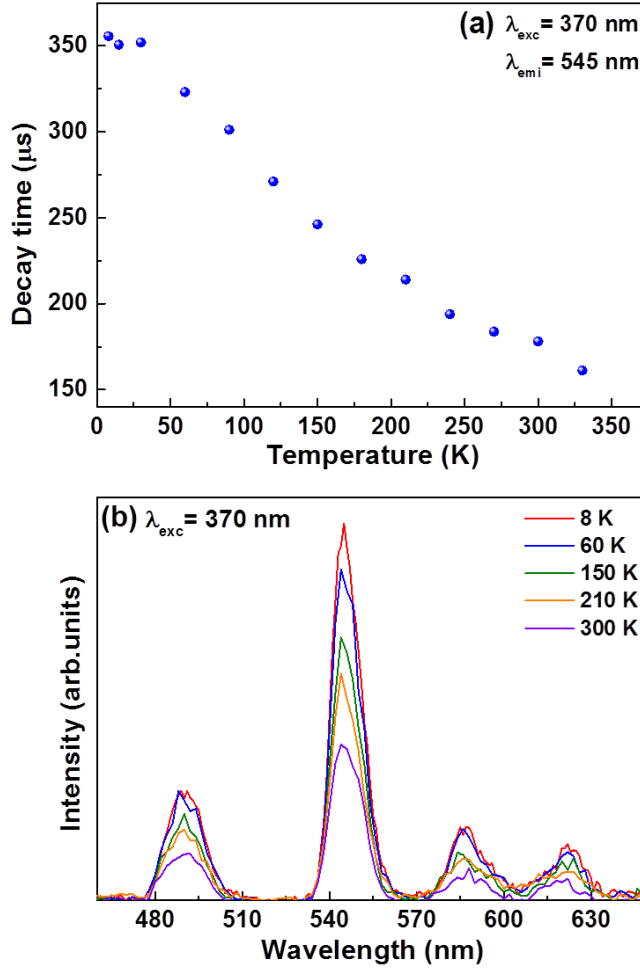 (a) λexc= 370 nm
λemi= 545 nm
350
300
250
200
150
Decay time (μs)
0 50 100 150 200 250 300 350
Temperature (K)
(b) λexc= 370 nm
8 K
60 K
150 K
210 K
300 K
Intensity (arb.units)
480 510 540 570 600 630
Wavelength (nm)